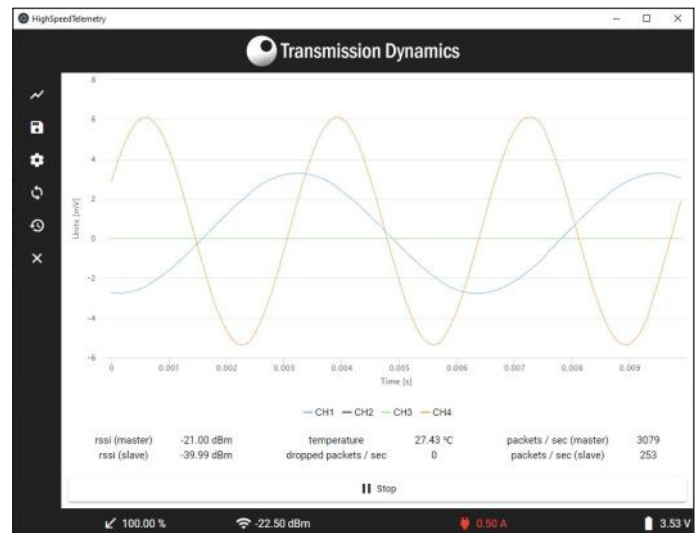 HighSpeedTelemetry
Transmission Dynamics
8
6
4
2
0
-2
-4
-6
Units [mV]
0 0.001 0.002 0.003 0.004 0.005 0.006 0.007 0.008 0.009
Time [s]
CH1 CH2 CH3 CH4
rssi (master) -21.00 dBm temperature 27.43 °C packets / sec (master) 3079
rssi (slave) -39.99 dBm dropped packets / sec 0 packets / sec (slave) 253
Stop
100.00 % -22.50 dBm 0.50 A 3.53 V